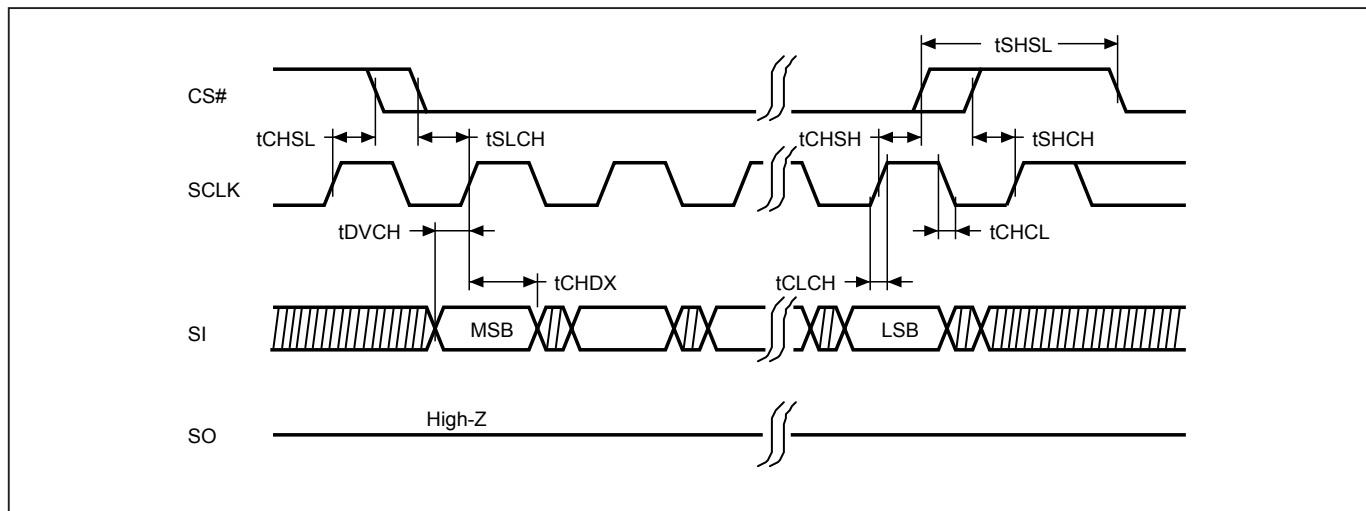 tSHSL
CS#
tCHSL
tSLCH
tCHSH
tSHCH
SCLK
tDVCH
tCHCL
tCHDX
tCLCH
SI
MSB
LSB
High-Z
SO